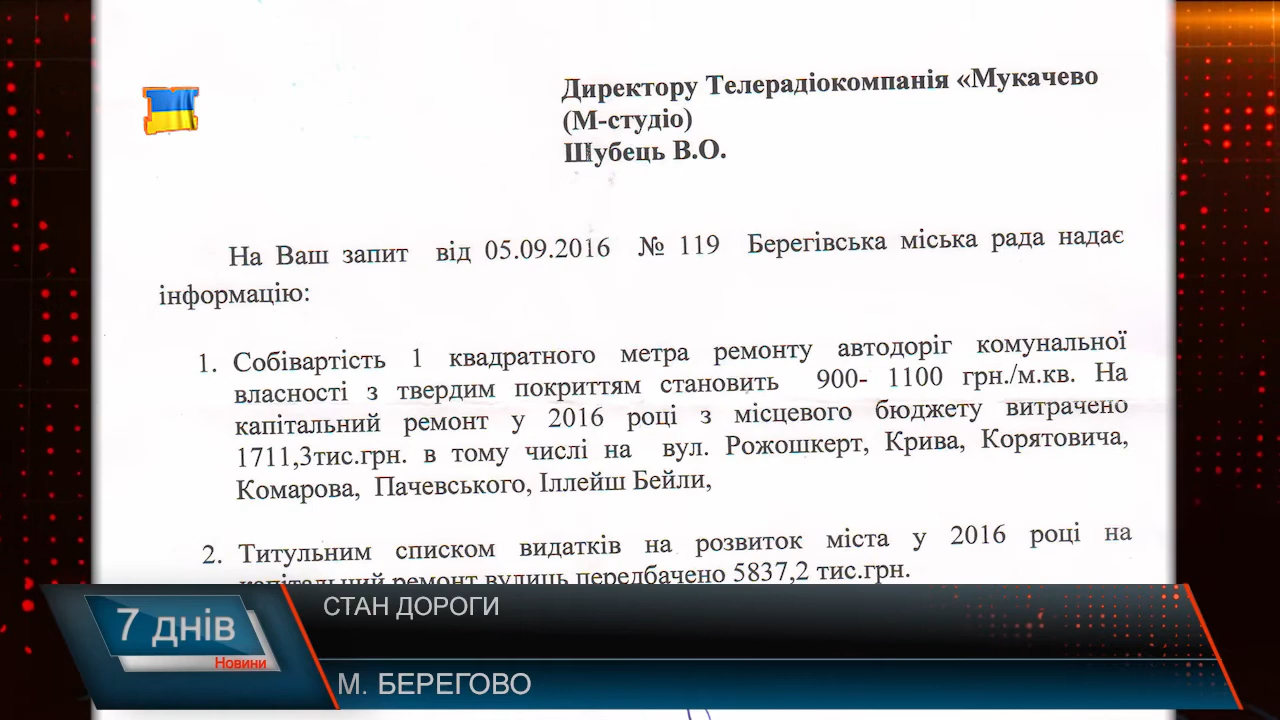 Директору Телерадіокомпанія «Мукачево
(М-студіо)
Шубець В.О.
На Ваш запит від 05.09.2016 № 119 Берегівська міська рада надає
інформацію:
1. Собівартість 1 квадратного метра ремонту автодоріг комунальної
власності з твердим покриттям становить 900- 1100 грн./м.кв. На
капітальний ремонт у 2016 році з місцевого бюджету витрачено
1711,3тис.грн. в тому числі на вул. Рожошкерт, Крива, Корятовича,
Комарова, Пачевського, Іллейш Бейли,
2. Титульним списком видатків на розвиток міста у 2016 році на
капітальний ремонт вулиць передбачено 5837,2 тис.грн.
7 днів
Новини
СТАН ДОРОГИ
М. БЕРЕГОВО